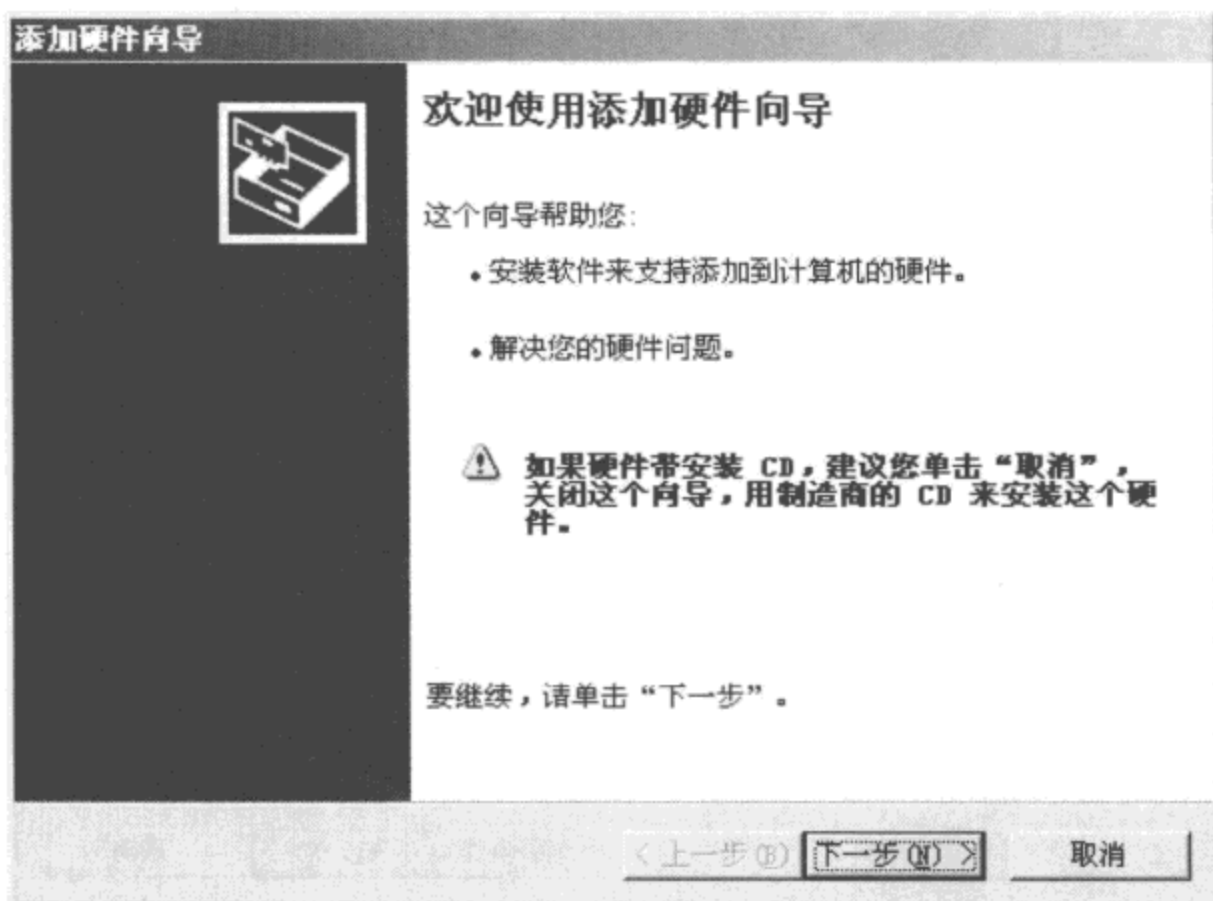 添加硬件向导
欢迎使用添加硬件向导
这个向导帮助您:
•安装软件来支持添加到计算机的硬件。
•解决您的硬件问题。
如果硬件带安装 CD，建议您单击“取消”，
关闭这个向导，用制造商的 CD 来安装这个硬
件。
要继续，请单击“下一步”。
< 上一步(B) 下一步(N) > 取消